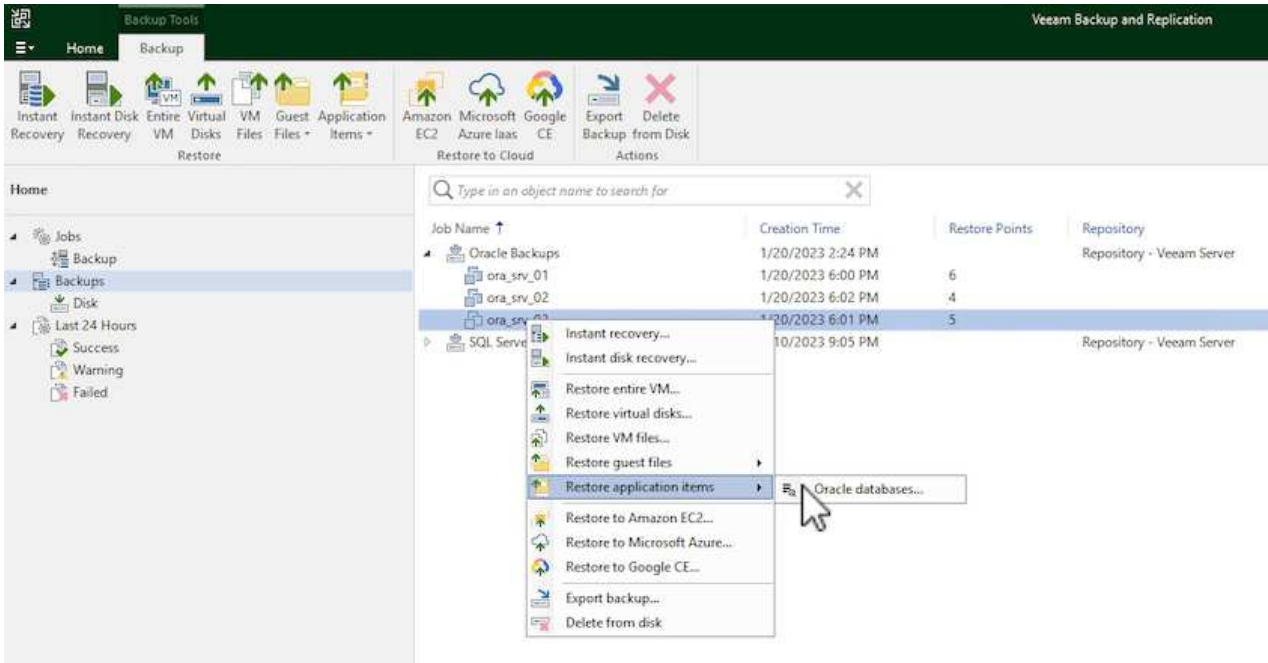 Backup Tools
Veeam Backup and Replication
Home Backup
Instant Recovery
Instant Disk Recovery
Entire VM
Virtual Disks
VM Files
Guest Files
Application Items
Restore
Amazon EC2
Microsoft Azure Iaas
Google CE
Restore to Cloud
Export Backup
Delete from Disk
Actions
Home
Jobs
Backup
Backups
Disk
Last 24 Hours
Success
Warning
Failed
Type in an object name to search for
Job Name Creation Time Restore Points Repository
Oracle Backups 1/20/2023 2:24 PM Repository - Veeam Server
ora_srv_01 1/20/2023 6:00 PM 6
ora_srv_02 1/20/2023 6:02 PM 4
1/20/2023 6:01 PM 5
SQL Serve 10/2023 9:05 PM Repository - Veeam Server
Instant recovery...
Instant disk recovery...
Restore entire VM...
Restore virtual disks...
Restore VM files...
Restore guest files
Restore application items
Oracle databases...
Restore to Amazon EC2...
Restore to Microsoft Azure...
Restore to Google CE...
Export backup...
Delete from disk